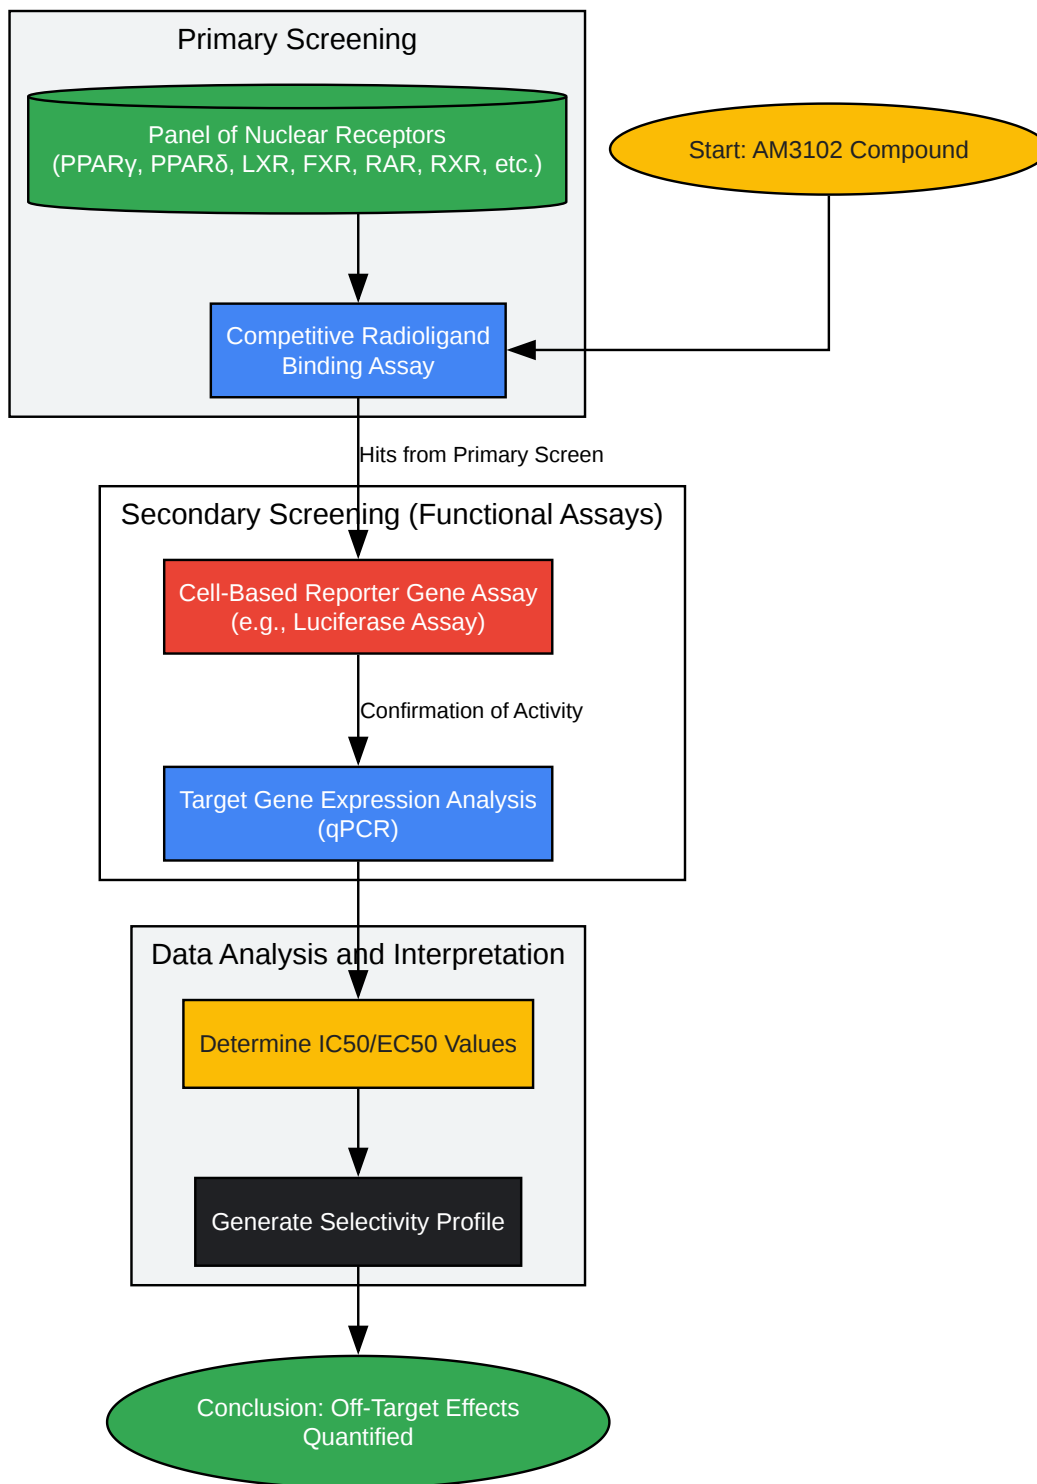 Primary Screening
Panel of Nuclear Receptors
(PPARγ, PPARδ, LXR, FXR, RAR, RXR, etc.)
Start: AM3102 Compound
Competitive Radioligand
Binding Assay
Hits from Primary Screen
Secondary Screening (Functional Assays)
Cell-Based Reporter Gene Assay
(e.g., Luciferase Assay)
Confirmation of Activity
Target Gene Expression Analysis
(qPCR)
Data Analysis and Interpretation
Determine IC50/EC50 Values
Generate Selectivity Profile
Conclusion: Off-Target Effects
Quantified